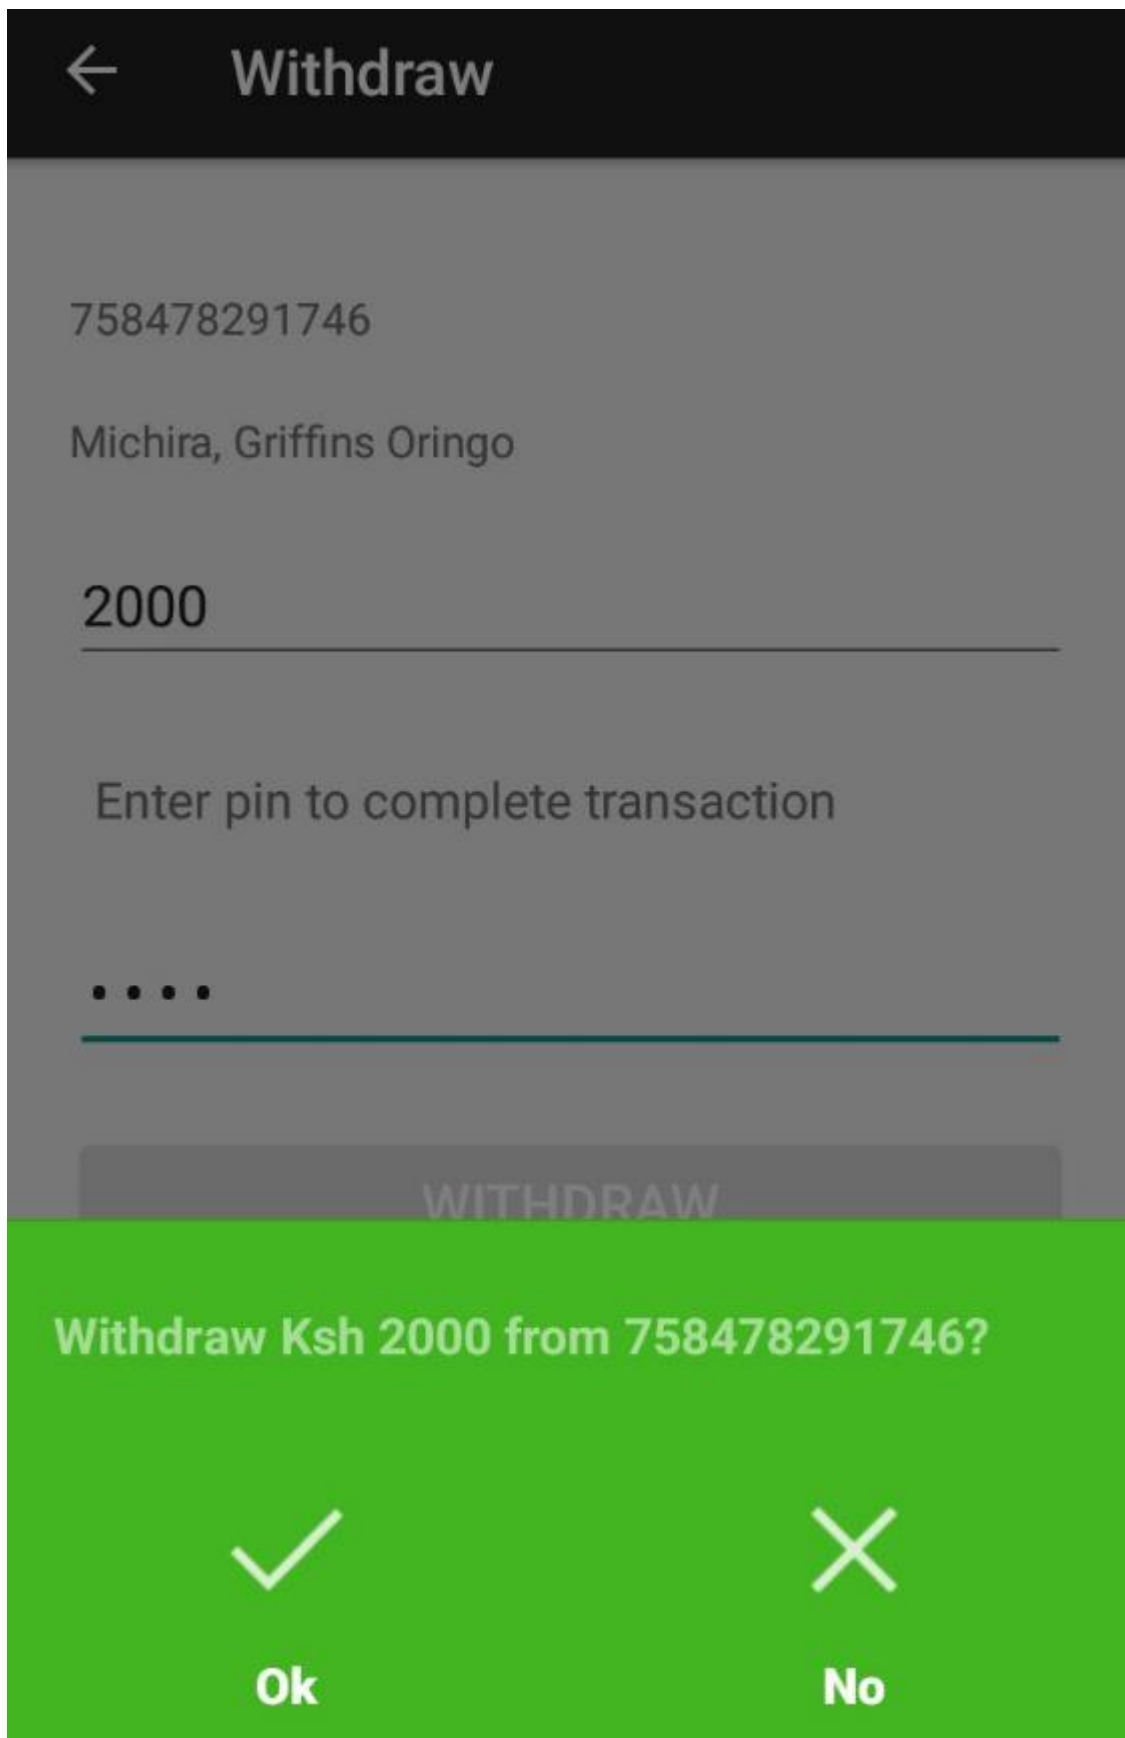 Withdraw
758478291746
Michira, Griffins Oringo
2000
Enter pin to complete transaction
....
WITHDRAW
Withdraw Ksh 2000 from 758478291746?
Ok No